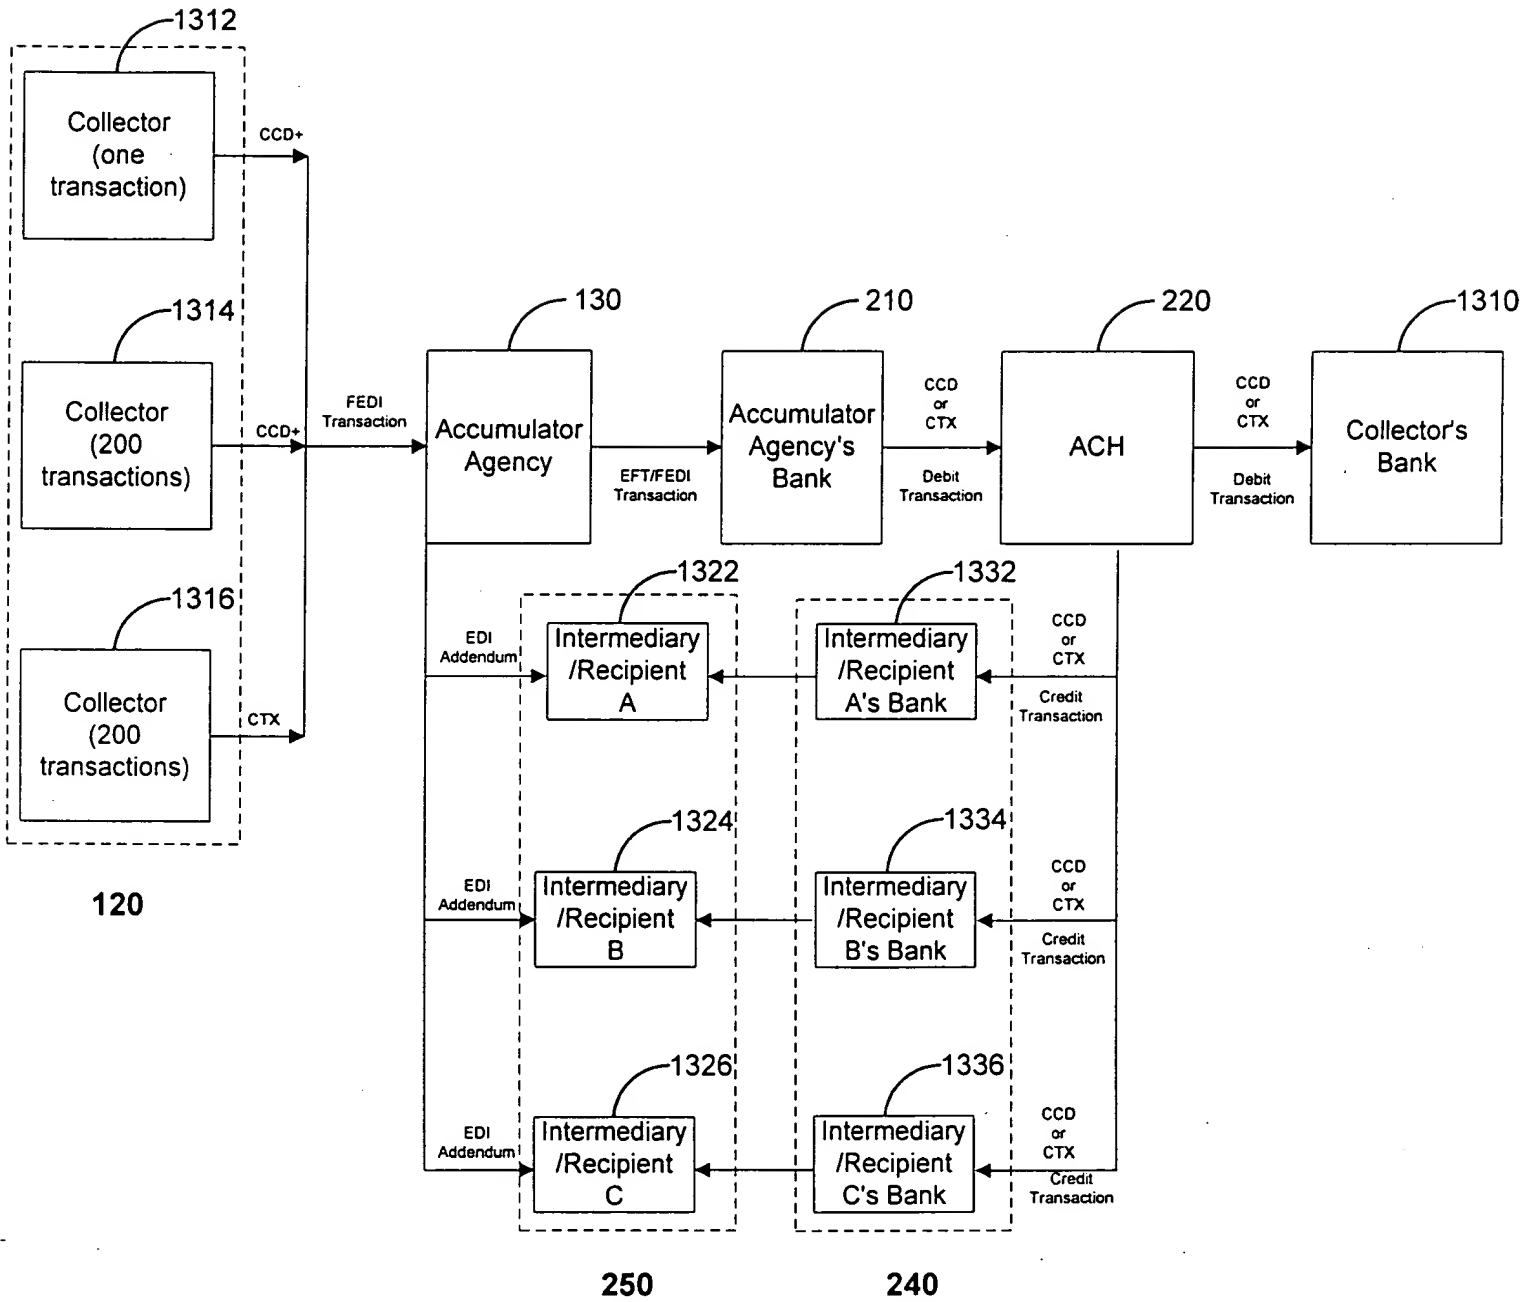 1312
Collector
(one
transaction)
CCD+
1314
Collector
(200
transactions)
CCD+
1316
Collector
(200
transactions)
CTX
120
FEDI
Transaction
130
Accumulator
Agency
EFT/FEDI
Transaction
210
Accumulator
Agency's
Bank
CCD
or
CTX
Debit
Transaction
220
ACH
CCD
or
CTX
Debit
Transaction
1310
Collector's
Bank
EDI
Addendum
1322
Intermediary
/Recipient
A
1332
Intermediary
/Recipient
A's Bank
CCD
or
CTX
Credit
Transaction
EDI
Addendum
1324
Intermediary
/Recipient
B
1334
Intermediary
/Recipient
B's Bank
CCD
or
CTX
Credit
Transaction
EDI
Addendum
1326
Intermediary
/Recipient
C
1336
Intermediary
/Recipient
C's Bank
CCD
or
CTX
Credit
Transaction
250
240